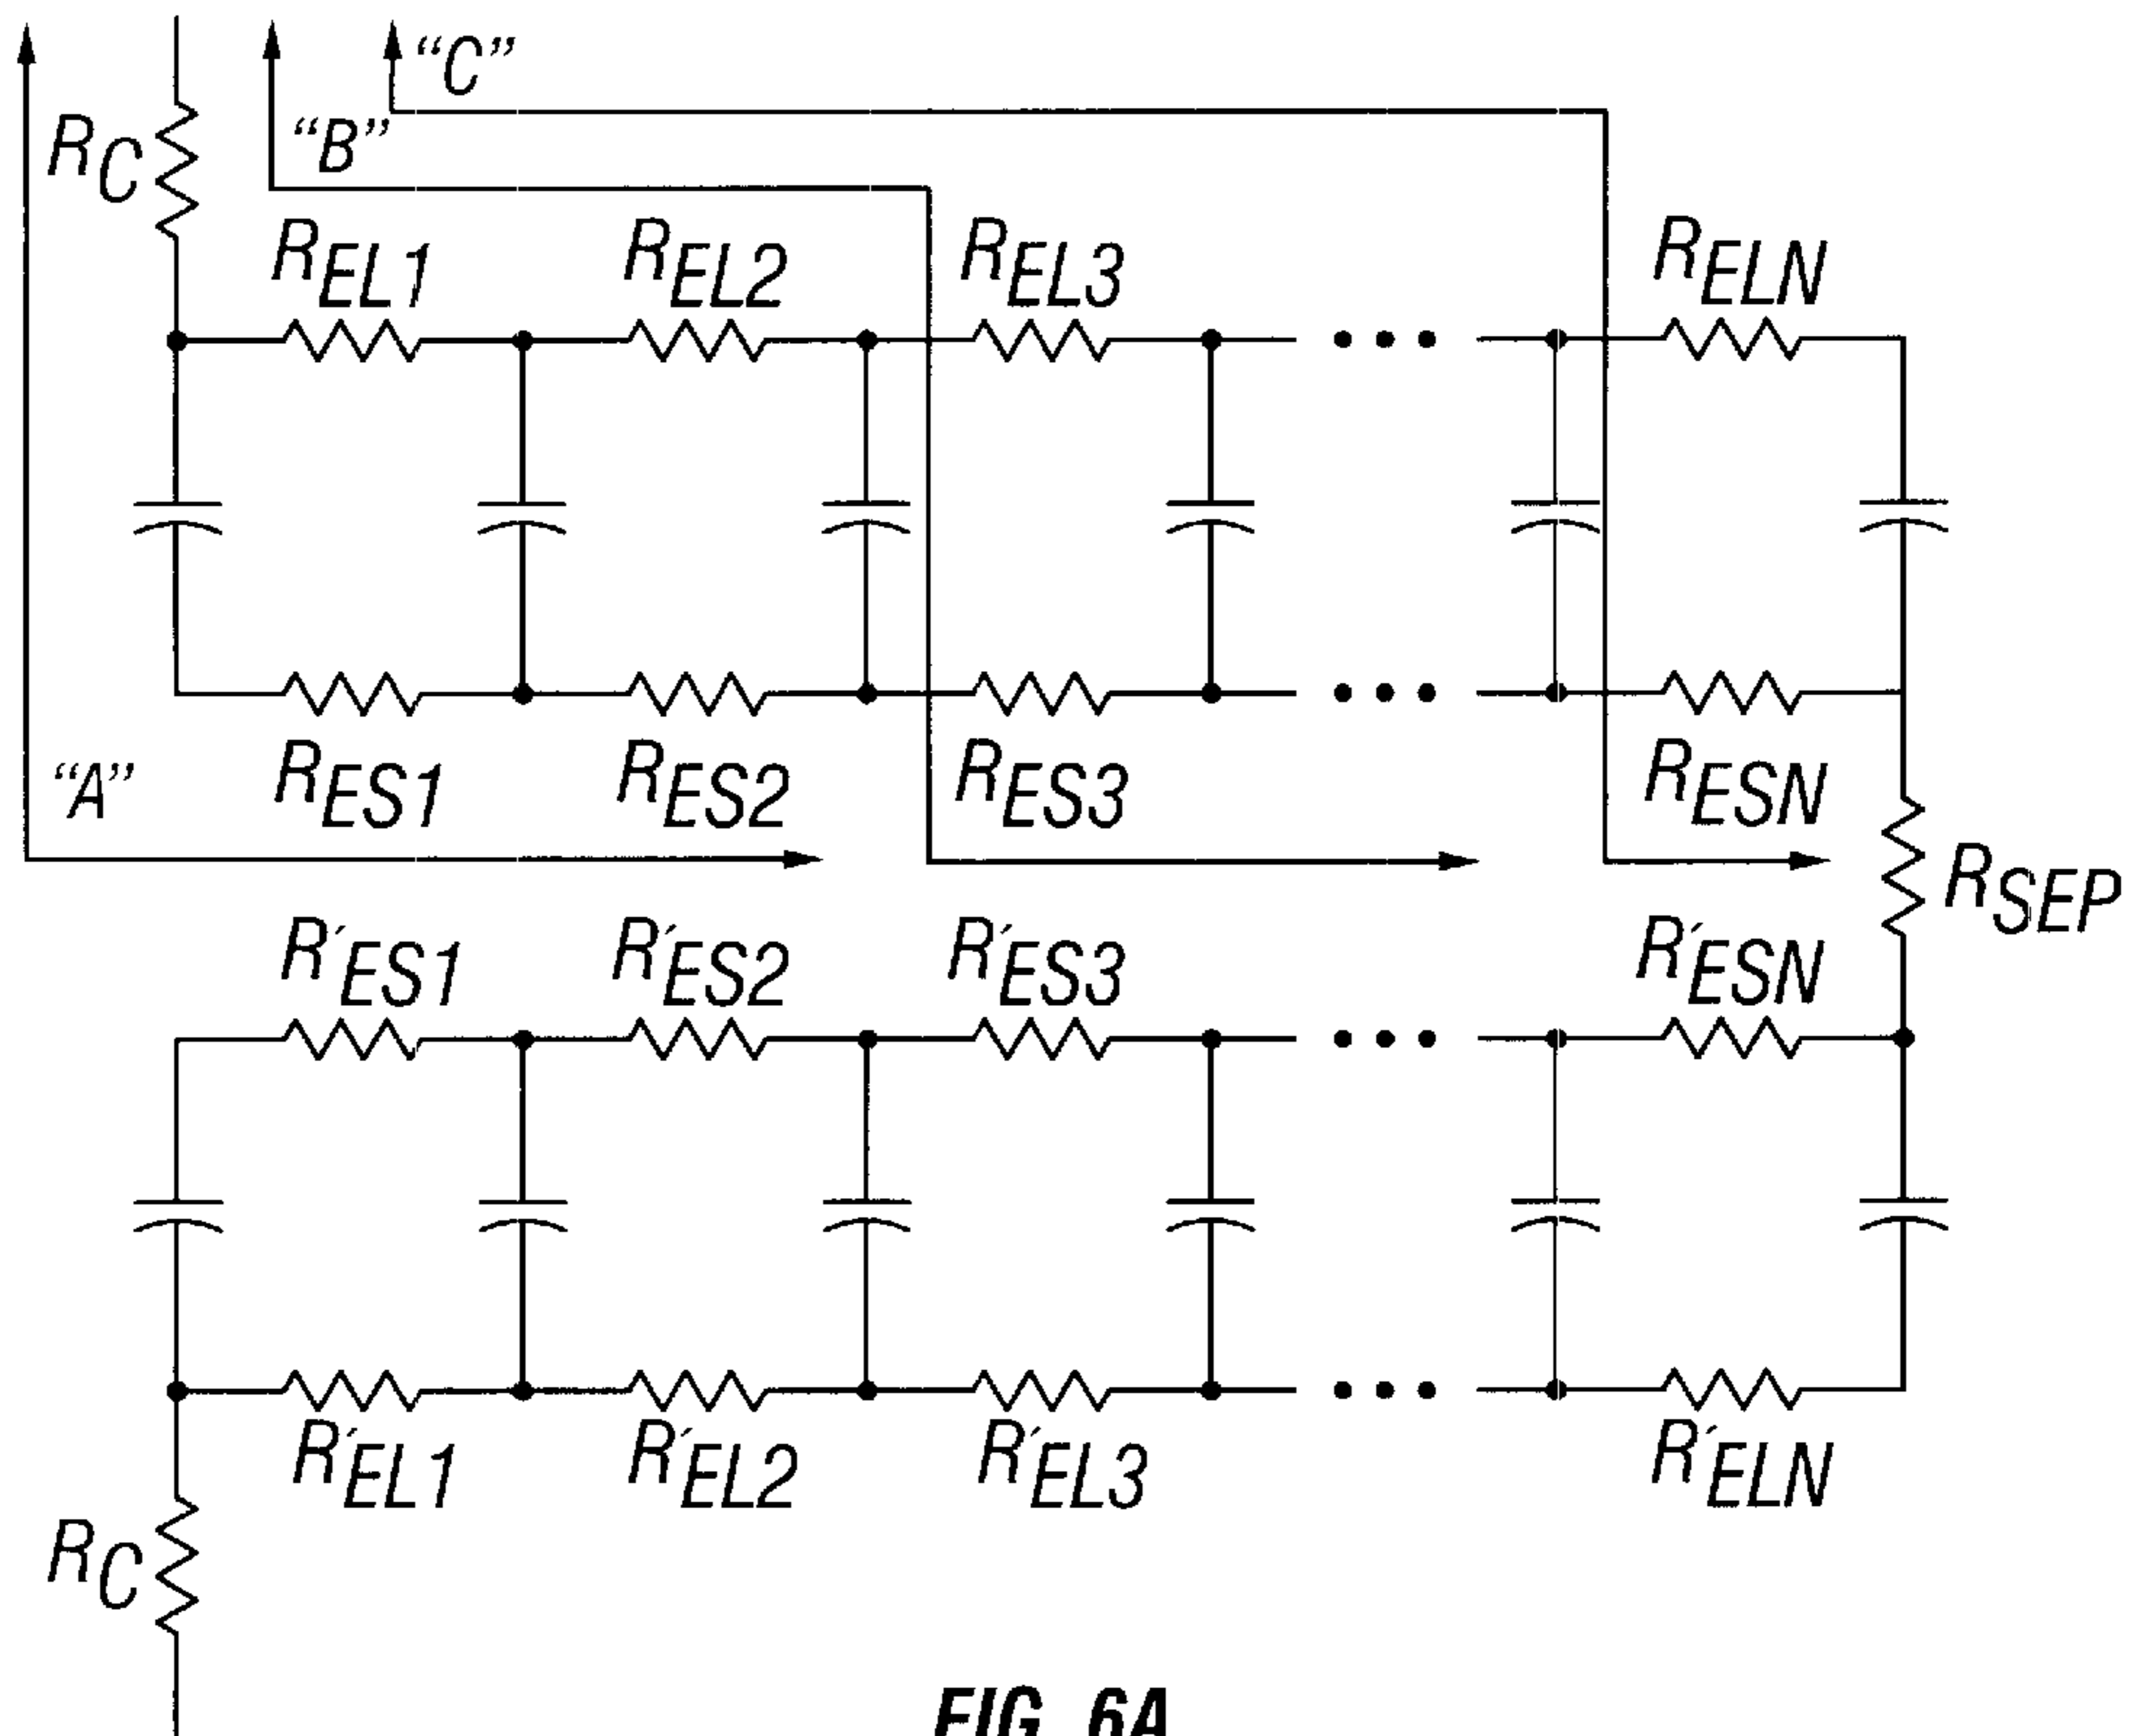 “C”
“B”
R_C
R_EL1 R_EL2 R_EL3 R_ELN
“A”
R_ES1 R_ES2 R_ES3 R_ESN
R_SEP
R′_ES1 R′_ES2 R′_ES3 R′_ESN
R′_EL1 R′_EL2 R′_EL3 R′_ELN
R_C
FIG. 6A